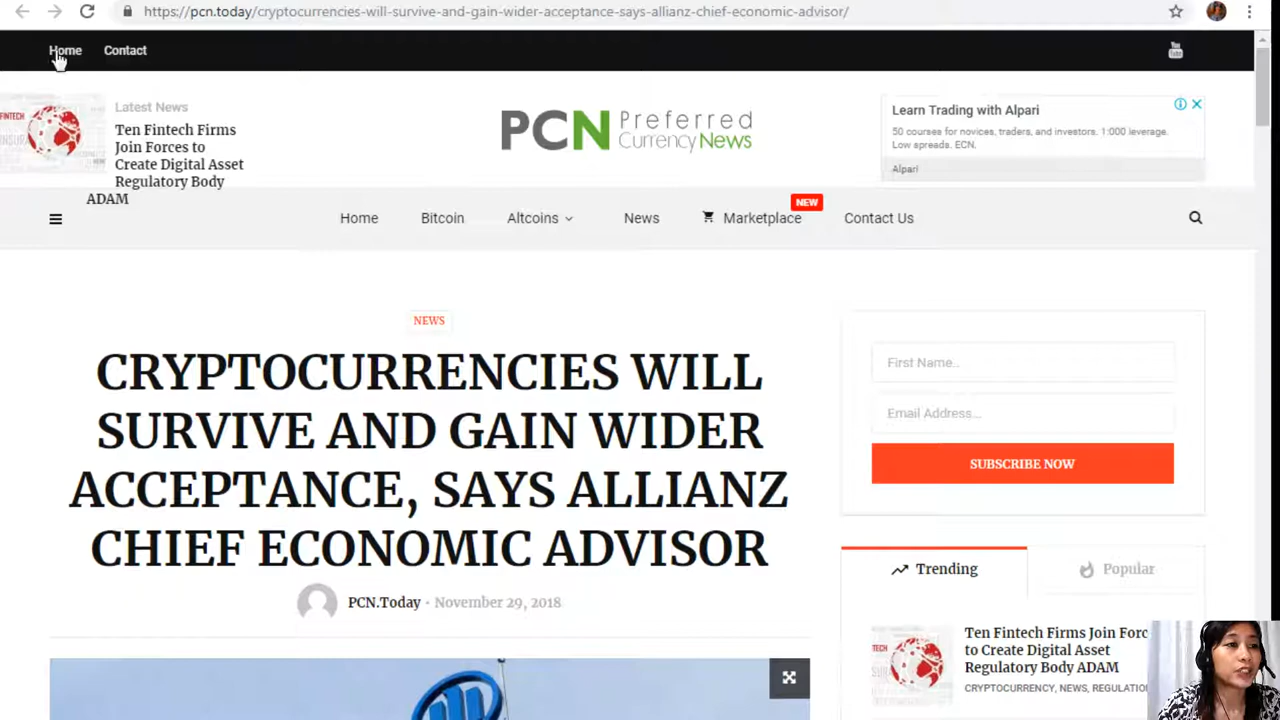 https://pcn.today/cryptocurrencies-will-survive-and-gain-wider-acceptance-says-allianz-chief-economic-advisor/
Home Contact
Latest News
Ten Fintech Firms
Join Forces to
Create Digital Asset
Regulatory Body
ADAM
FINTECH
PCN Preferred
Currency News
Learn Trading with Alpari
50 courses for novices, traders, and investors. 1:000 leverage.
Low spreads. ECN.
Alpari
Home Bitcoin Altcoins News Marketplace NEW Contact Us
NEWS
CRYPTOCURRENCIES WILL
SURVIVE AND GAIN WIDER
ACCEPTANCE, SAYS ALLIANZ
CHIEF ECONOMIC ADVISOR
PCN.Today - November 29, 2018
First Name..
Email Address...
SUBSCRIBE NOW
Trending Popular
Ten Fintech Firms Join Forc
to Create Digital Asset
Regulatory Body ADAM
CRYPTOCURRENCY, NEWS, REGULATIO